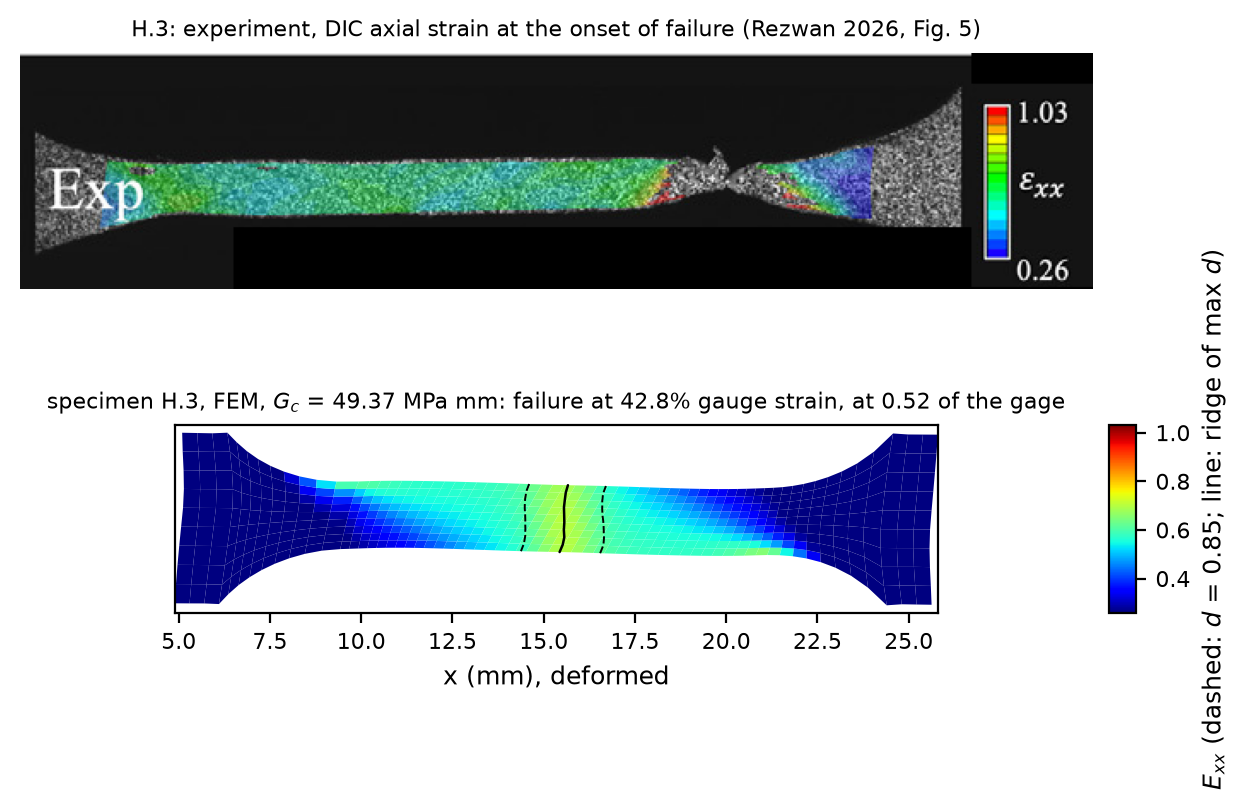 H.3: experiment, DIC axial strain at the onset of failure (Rezwan 2026, Fig. 5)
Exp
1.03
εxx
0.26
specimen H.3, FEM, Gc = 49.37 MPa mm: failure at 42.8% gauge strain, at 0.52 of the gage
1.0
0.8
0.6
0.4
Exx (dashed: d = 0.85; line: ridge of max d)
5.0 7.5 10.0 12.5 15.0 17.5 20.0 22.5 25.0
x (mm), deformed